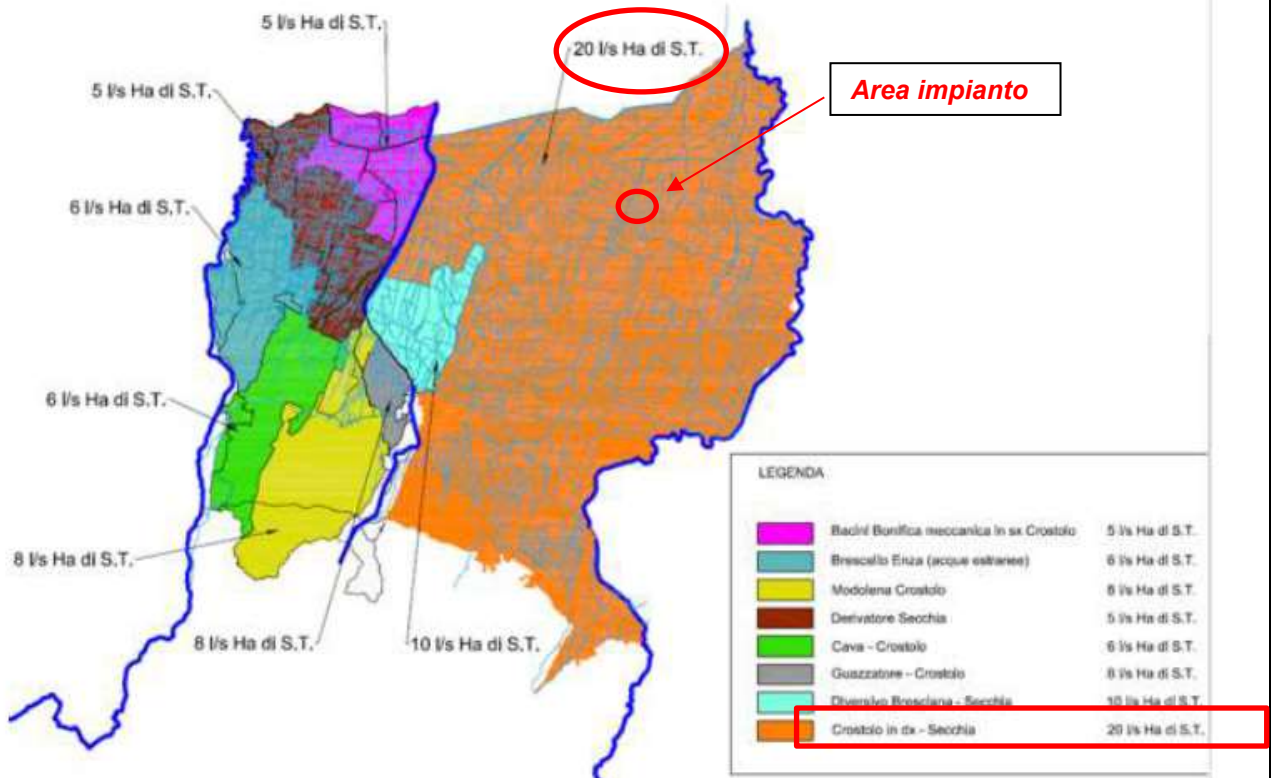 5 l/s Ha di S.T.
20 l/s Ha di S.T.
5 l/s Ha di S.T.
Area impianto
6 l/s Ha di S.T.
6 l/s Ha di S.T.
8 l/s Ha di S.T.
8 l/s Ha di S.T.
10 l/s Ha di S.T.
LEGENDA
Bacini Bonifica meccanica in sx Crostolo 5 l/s Ha di S.T.
Brescello Enza (acque estranee) 6 l/s Ha di S.T.
Modolena Crostolo 8 l/s Ha di S.T.
Derivatore Secchia 5 l/s Ha di S.T.
Cava - Crostolo 6 l/s Ha di S.T.
Guazzatore - Crostolo 8 l/s Ha di S.T.
Diversivo Bresciana - Secchia 10 l/s Ha di S.T.
Crostolo in dx - Secchia 20 l/s Ha di S.T.